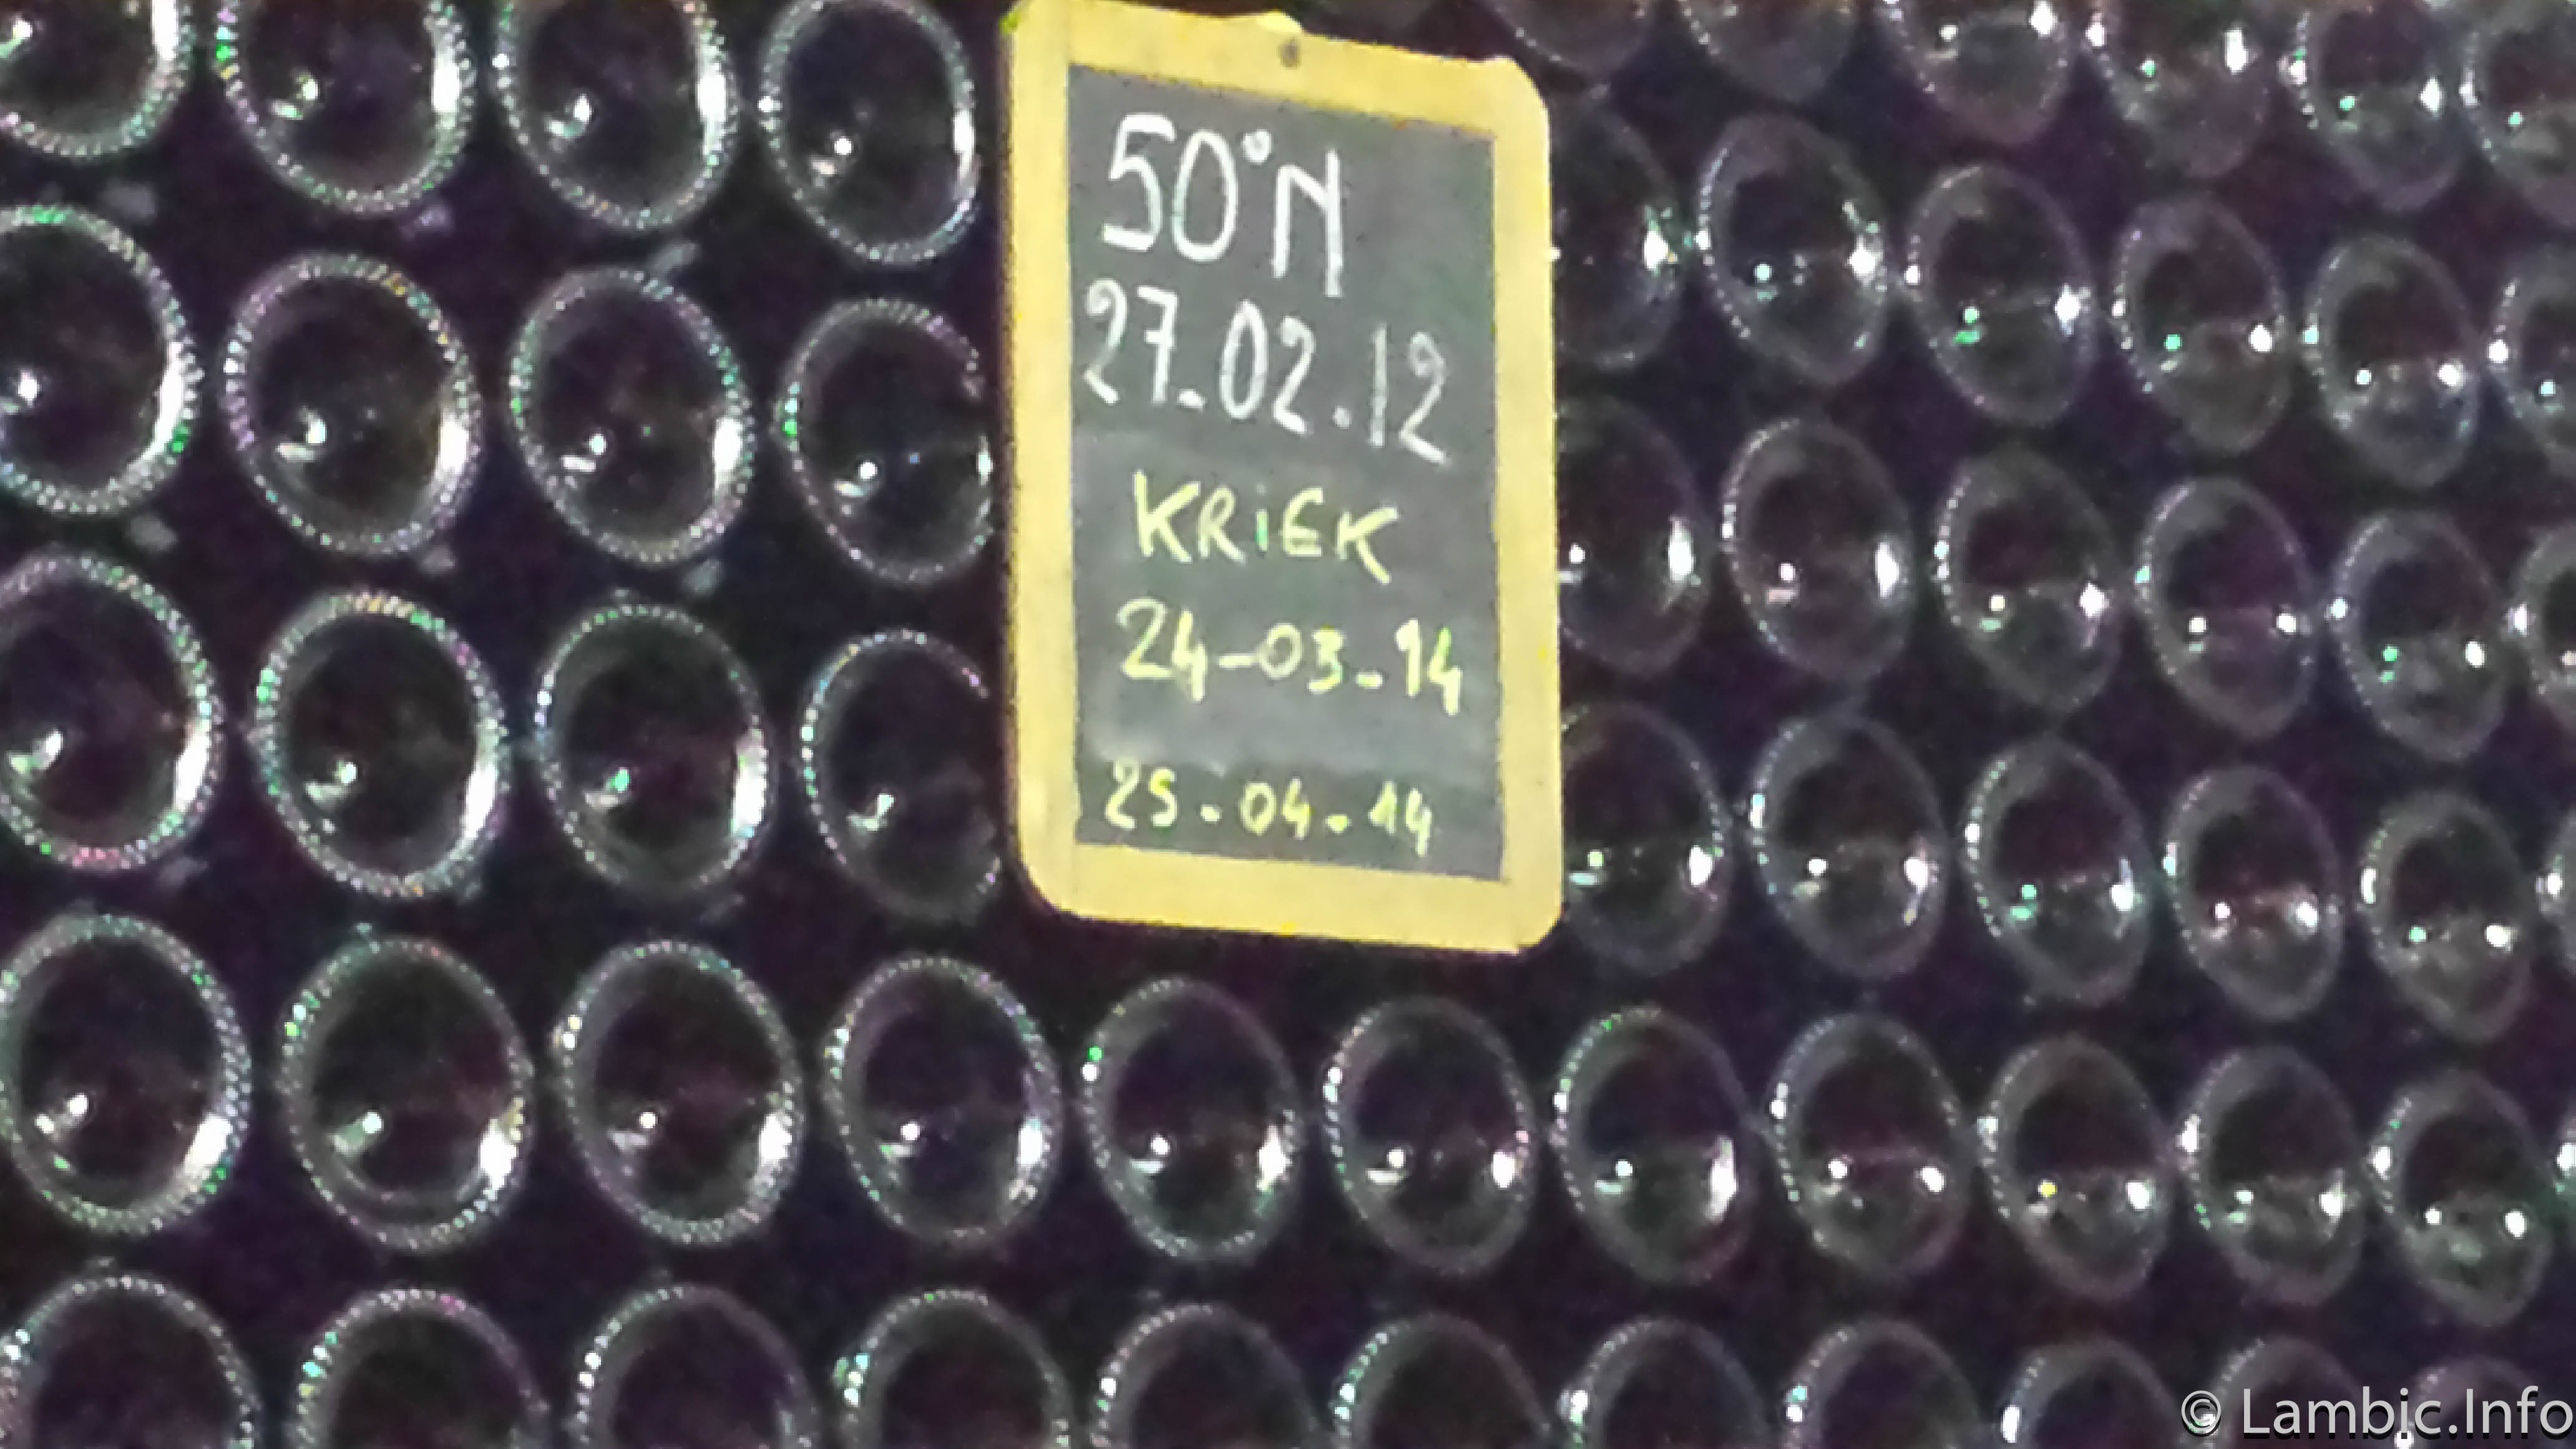 50°N
27.02.12
KRiEK
24-03-14
25.04.14
© Lambic.Info